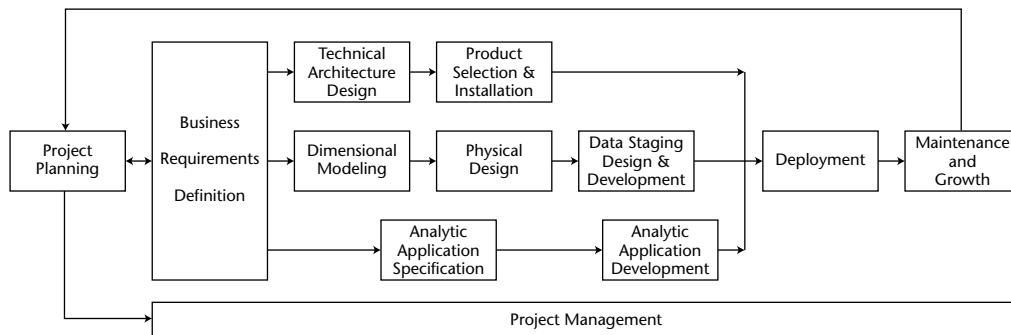 Project
Planning
Business
Requirements
Definition
Technical
Architecture
Design
Product
Selection &
Installation
Dimensional
Modeling
Physical
Design
Data Staging
Design &
Development
Analytic
Application
Specification
Analytic
Application
Development
Deployment
Maintenance
and
Growth
Project Management